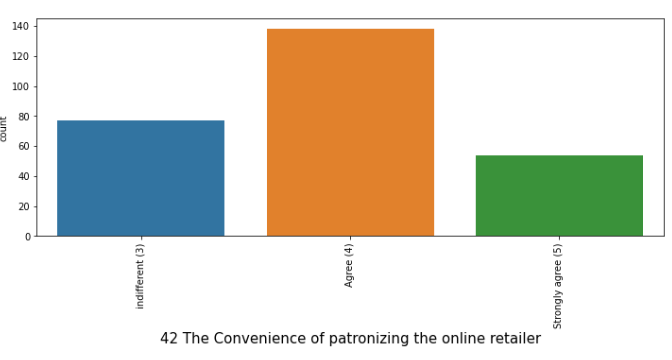 140
120
100
80
60
40
20
0
count
indifferent (3)
Agree (4)
Strongly agree (5)
42 The Convenience of patronizing the online retailer